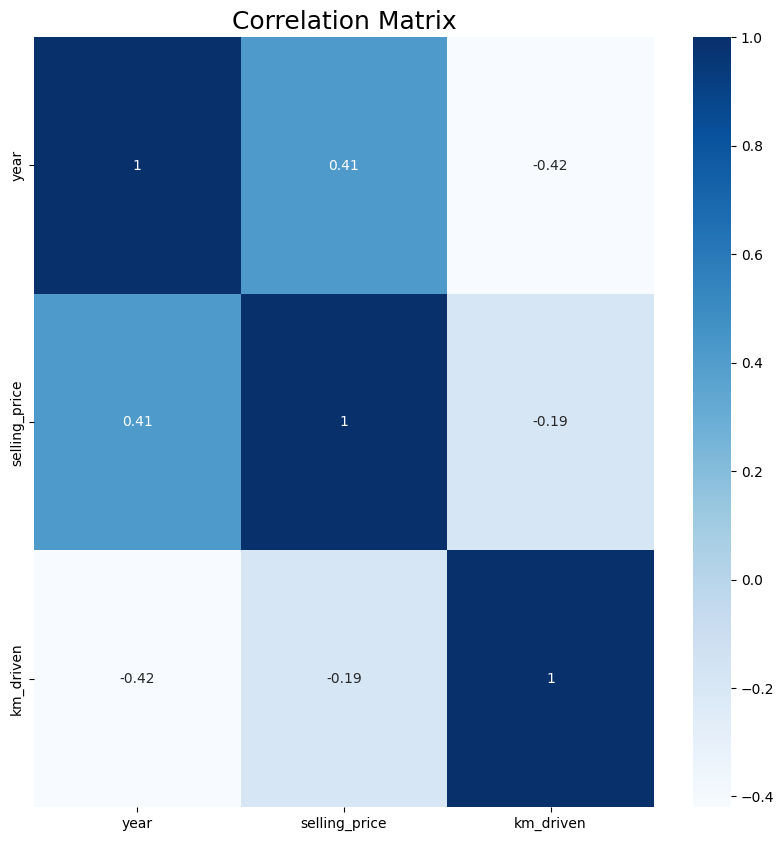 Correlation Matrix
year
1
0.41
-0.42
selling_price
0.41
1
-0.19
km_driven
-0.42
-0.19
1
year
selling_price
km_driven
1.0
0.8
0.6
0.4
0.2
0.0
−0.2
−0.4